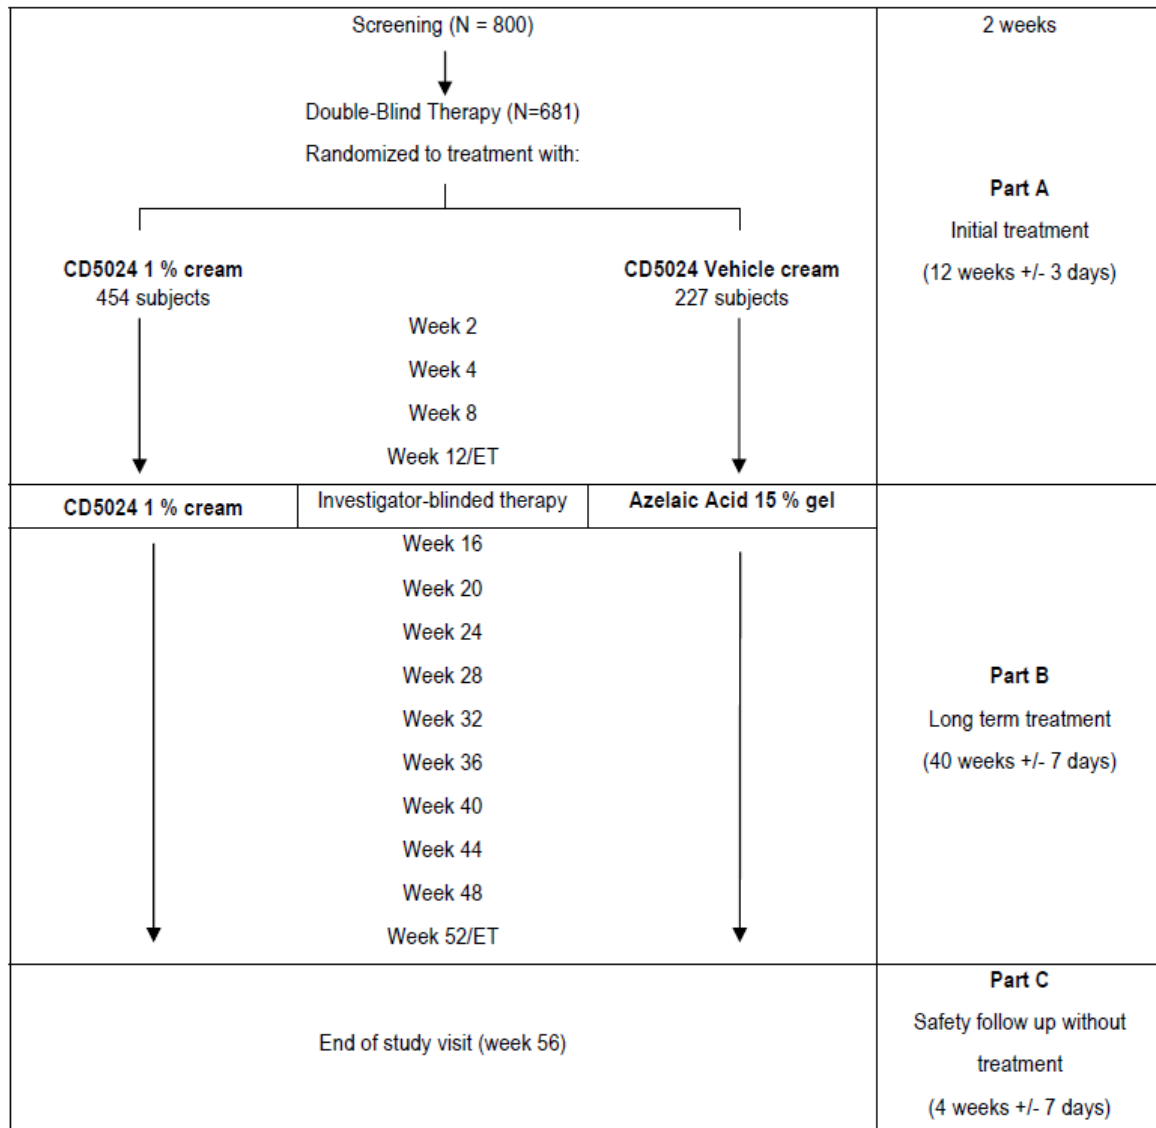 Screening (N = 800)
2 weeks
Double-Blind Therapy (N=681)
Randomized to treatment with:
Part A
Initial treatment
(12 weeks +/- 3 days)
CD5024 1 % cream
454 subjects
CD5024 Vehicle cream
227 subjects
Week 2
Week 4
Week 8
Week 12/ET
CD5024 1 % cream
Investigator-blinded therapy
Azelaic Acid 15 % gel
Week 16
Week 20
Week 24
Week 28
Week 32
Week 36
Week 40
Week 44
Week 48
Week 52/ET
Part B
Long term treatment
(40 weeks +/- 7 days)
End of study visit (week 56)
Part C
Safety follow up without
treatment
(4 weeks +/- 7 days)